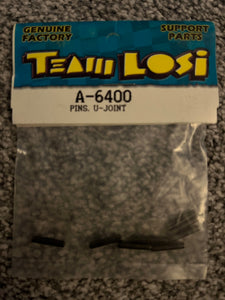 GENUINE FACTORY
SUPPORT PARTS
TEAM LOSI
A-6400
PINS, U-JOINT